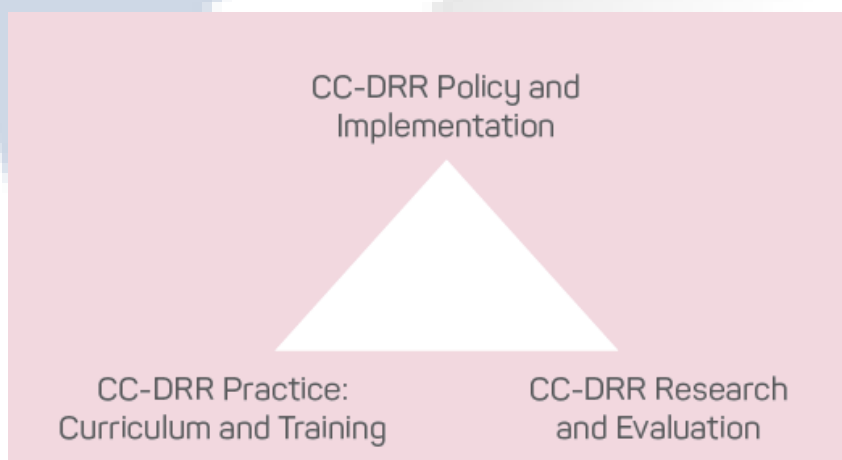 CC-DRR Policy and
Implementation
CC-DRR Practice:
Curriculum and Training
CC-DRR Research
and Evaluation